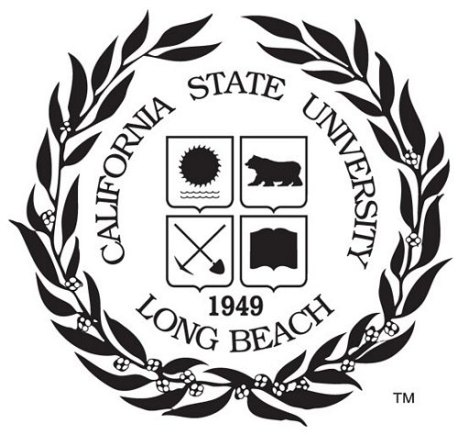 CALIFORNIA STATE UNIVERSITY
1949
LONG BEACH
TM